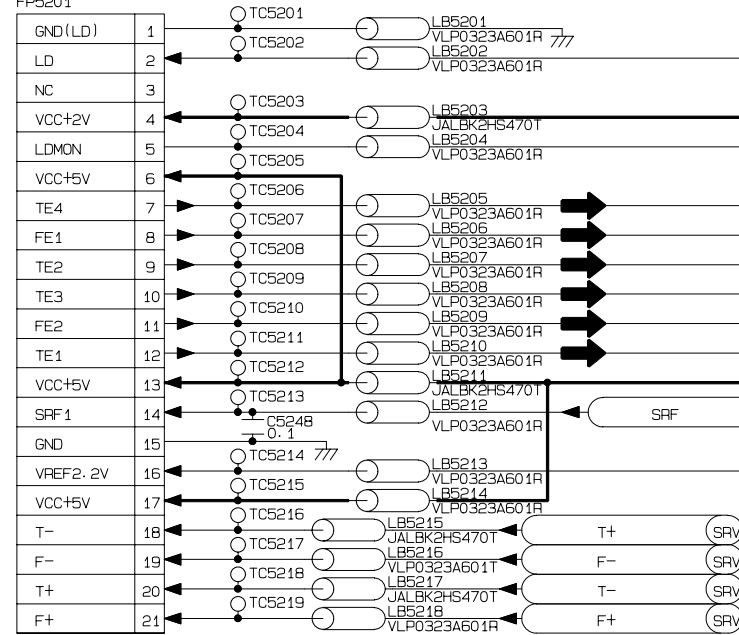 FP5201
TC5201
GND(LD) 1 LB5201
VLP0323A601R
TC5202
LD 2 LB5202
VLP0323A601R
NC 3
TC5203
VCC+2V 4 LB5203
JALBK2HS470T
TC5204
LDMON 5 LB5204
VLP0323A601R
TC5205
VCC+5V 6
TC5206
TE4 7 LB5205
VLP0323A601R
TC5207
FE1 8 LB5206
VLP0323A601R
TC5208
TE2 9 LB5207
VLP0323A601R
TC5209
TE3 10 LB5208
VLP0323A601R
TC5210
FE2 11 LB5209
VLP0323A601R
TC5211
TE1 12 LB5210
VLP0323A601R
TC5212
VCC+5V 13 LB5211
JALBK2HS470T
TC5213
SRF1 14 LB5212
VLP0323A601R
SRF
C5248
0.1
GND 15
TC5214
VREF2.2V 16 LB5213
VLP0323A601R
TC5215
VCC+5V 17 LB5214
VLP0323A601R
TC5216
T- 18 LB5215
JALBK2HS470T
T+ SRV
TC5217
F- 19 LB5216
VLP0323A601T
F- SRV
TC5218
T+ 20 LB5217
JALBK2HS470T
T- SRV
TC5219
F+ 21 LB5218
VLP0323A601R
F+ SRV